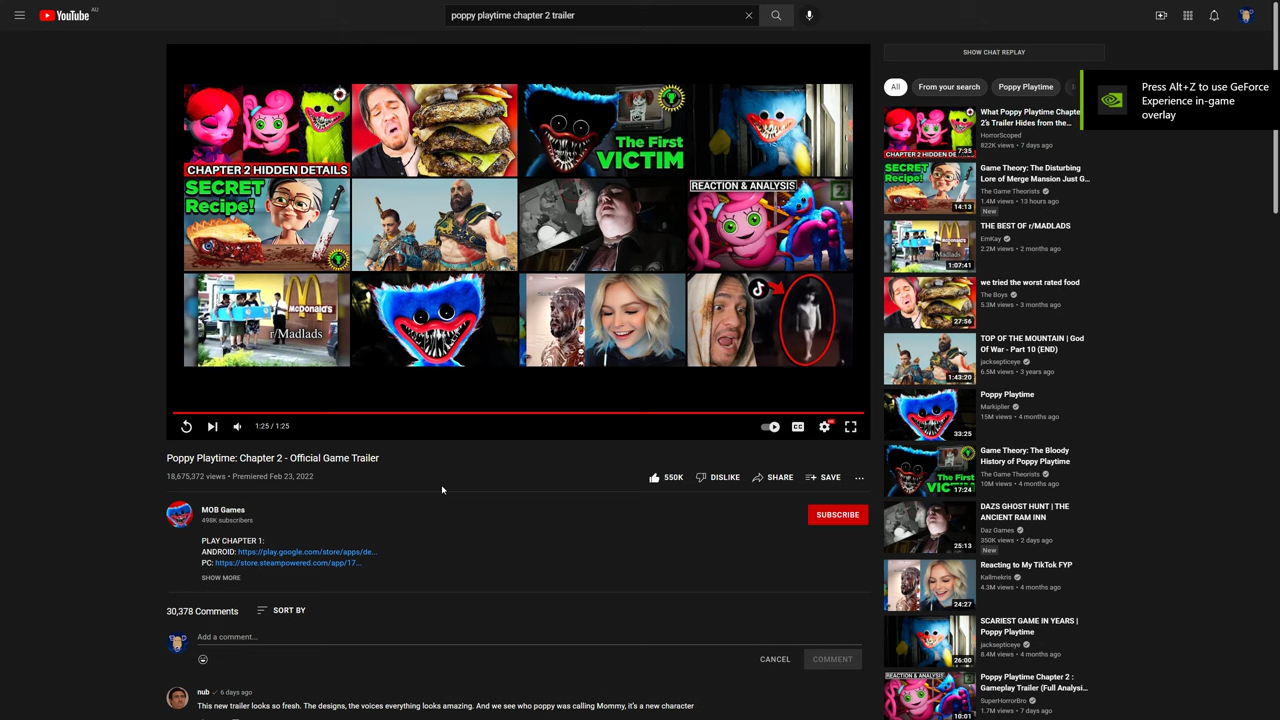 YouTube AU
poppy playtime chapter 2 trailer
SHOW CHAT REPLAY
All
From your search
Poppy Playtime
Press Alt+Z to use GeForce
Experience in-game
overlay
CHAPTER 2 HIDDEN DETAILS
The First
VICTIM
SECRET
Recipe!
REACTION & ANALYSIS
2
McDonald's
r/Madlads
1:25 / 1:25
CC
Poppy Playtime: Chapter 2 - Official Game Trailer
18,675,372 views • Premiered Feb 23, 2022
550K
DISLIKE
SHARE
SAVE
MOB Games
498K subscribers
SUBSCRIBE
PLAY CHAPTER 1:
ANDROID: https://play.google.com/store/apps/de...
PC: https://store.steampowered.com/app/17...
SHOW MORE
30,378 Comments
SORT BY
Add a comment...
CANCEL
COMMENT
nub
6 days ago
This new trailer looks so fresh. The designs, the voices everything looks amazing. And we see who poppy was calling Mommy, it's a new character
What Poppy Playtime Chapte
2's Trailer Hides from the...
HorrorScoped
822K views • 7 days ago
7:35
Game Theory: The Disturbing
Lore of Merge Mansion Just G...
The Game Theorists
1.4M views • 13 hours ago
New
14:13
THE BEST OF r/MADLADS
EmKay
2.2M views • 2 months ago
1:07:41
we tried the worst rated food
The Boys
5.3M views • 3 months ago
27:56
TOP OF THE MOUNTAIN | God
Of War - Part 10 (END)
jacksepticeye
6.5M views • 3 years ago
1:43:20
Poppy Playtime
Markiplier
15M views • 4 months ago
33:25
Game Theory: The Bloody
History of Poppy Playtime
The Game Theorists
10M views • 4 months ago
17:24
DAZS GHOST HUNT | THE
ANCIENT RAM INN
Daz Games
350K views • 2 days ago
New
25:13
Reacting to My TikTok FYP
Kallmekris
4.3M views • 4 months ago
24:27
SCARIEST GAME IN YEARS |
Poppy Playtime
jacksepticeye
8.4M views • 4 months ago
26:00
Poppy Playtime Chapter 2 :
Gameplay Trailer (Full Analysi...
SuperHorrorBro
1.7M views • 7 days ago
10:01